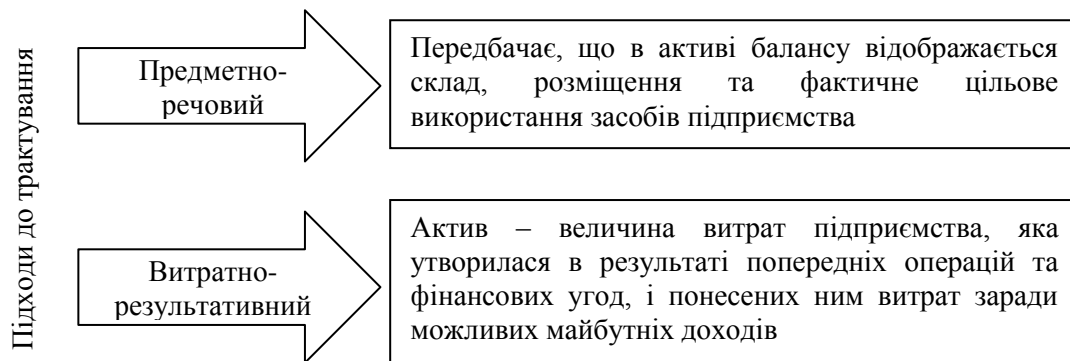 Підходи до трактування
Предметно-
речовий
Передбачає, що в активі балансу відображається
склад, розміщення та фактичне цільове
використання засобів підприємства
Витратно-
результативний
Актив – величина витрат підприємства, яка
утворилася в результаті попередніх операцій та
фінансових угод, і понесених ним витрат заради
можливих майбутніх доходів